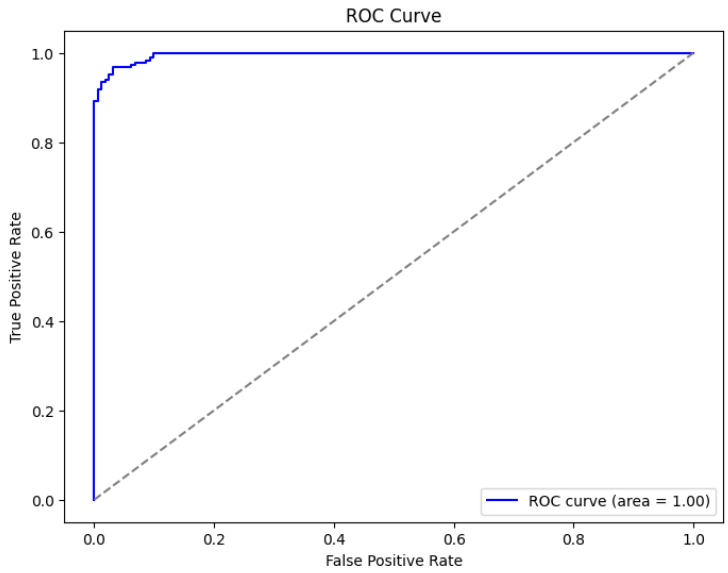 ROC Curve
1.0
0.8
0.6
0.4
0.2
0.0
True Positive Rate
ROC curve (area = 1.00)
0.0 0.2 0.4 0.6 0.8 1.0
False Positive Rate